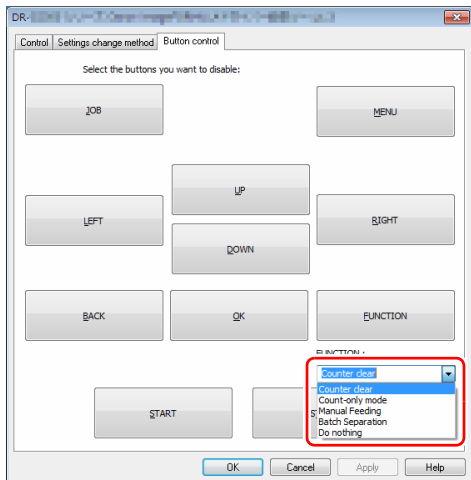 DR-
Control Settings change method Button control
Select the buttons you want to disable:
JOB
MENU
UP
LEFT
RIGHT
DOWN
BACK OK FUNCTION
FUNCTION :
Counter clear
START
Counter clear
Count-only mode
Manual Feeding
Batch Separation
Do nothing
OK Cancel Apply Help